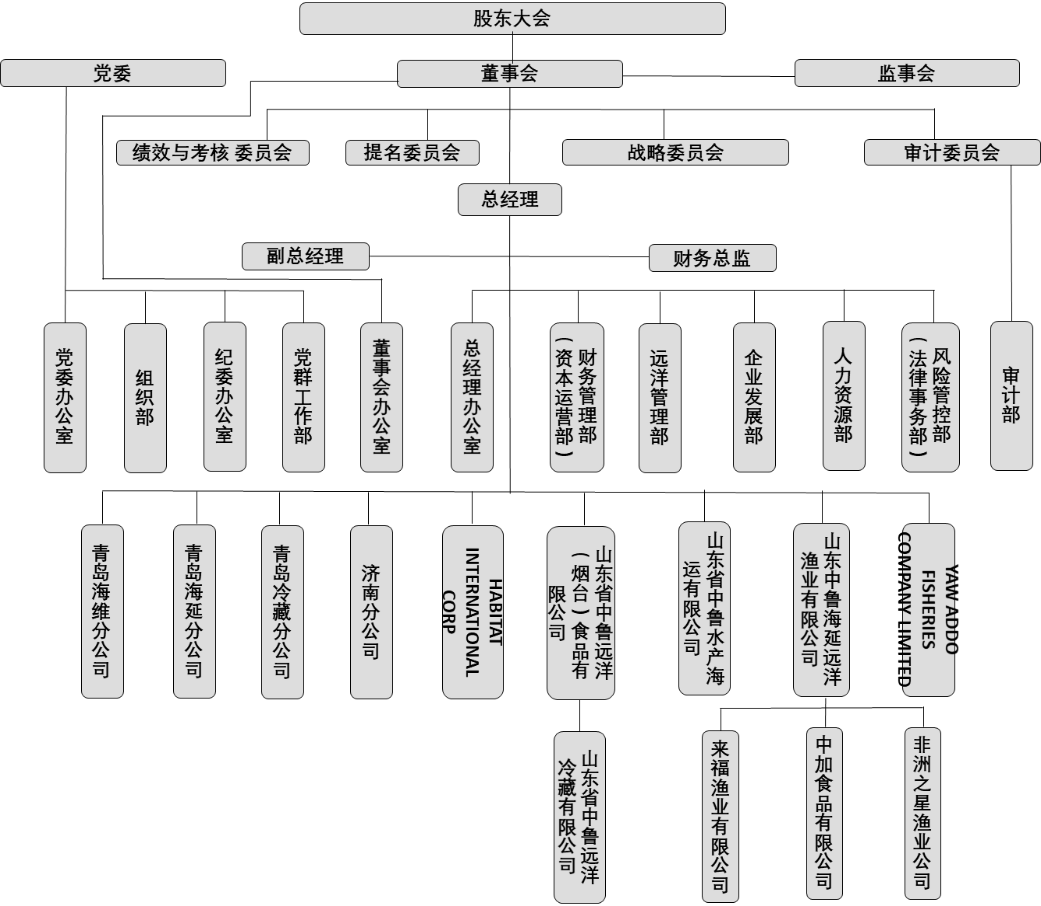 股东大会
党委
董事会
监事会
绩效与考核 委员会
提名委员会
战略委员会
审计委员会
总经理
副总经理
财务总监
党委办公室
组织部
纪委办公室
党群工作部
董事会办公室
总经理办公室
财务管理部
(资本运营部)
远洋管理部
企业发展部
人力资源部
风险管控部
(法律事务部)
审计部
青岛海维分公司
青岛海延分公司
青岛冷藏分公司
济南分公司
HABITAT
INTERNATIONAL
CORP
山东省中鲁远洋
(烟台)食品有
限公司
山东省中鲁水产海
运有限公司
山东中鲁海延远洋
渔业有限公司
YAW ADDO
FISHERIES
COMPANY LIMITED
山东省中鲁远洋
冷藏有限公司
来福渔业有限公司
中加食品有限公司
非洲之星渔业公司